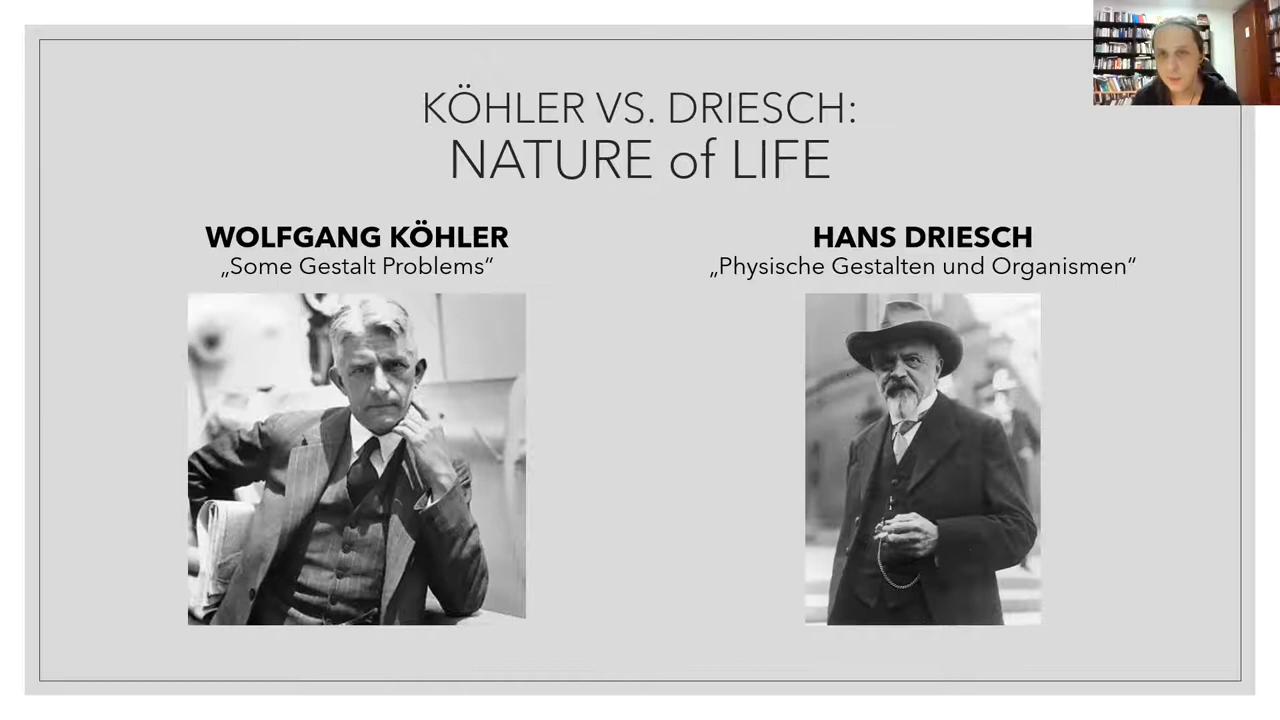 KÖHLER VS. DRIESCH:
NATURE of LIFE
WOLFGANG KÖHLER
„Some Gestalt Problems“
HANS DRIESCH
„Physische Gestalten und Organismen“